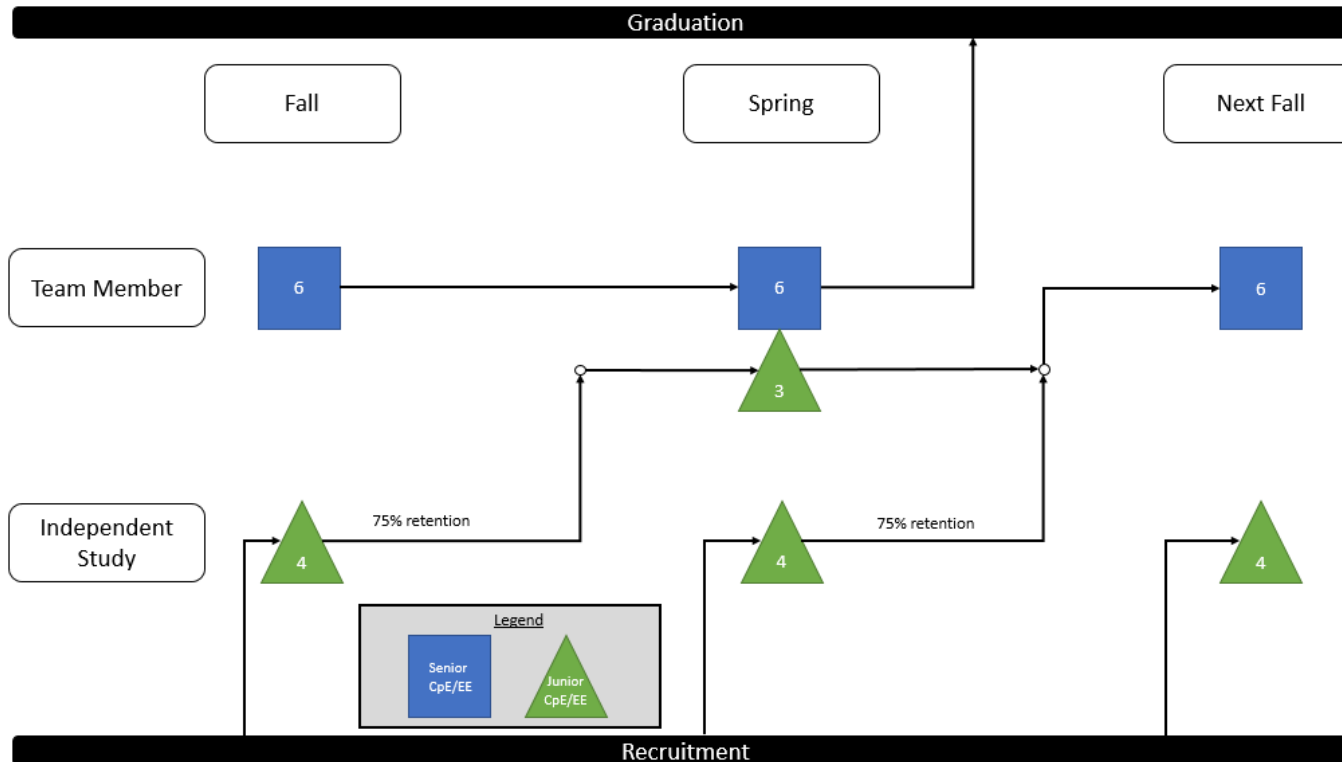 Graduation
Fall
Spring
Next Fall
Team Member
6
6
6
3
Independent
Study
75% retention
75% retention
4
4
4
Legend
Senior
CpE/EE
Junior
CpE/EE
Recruitment